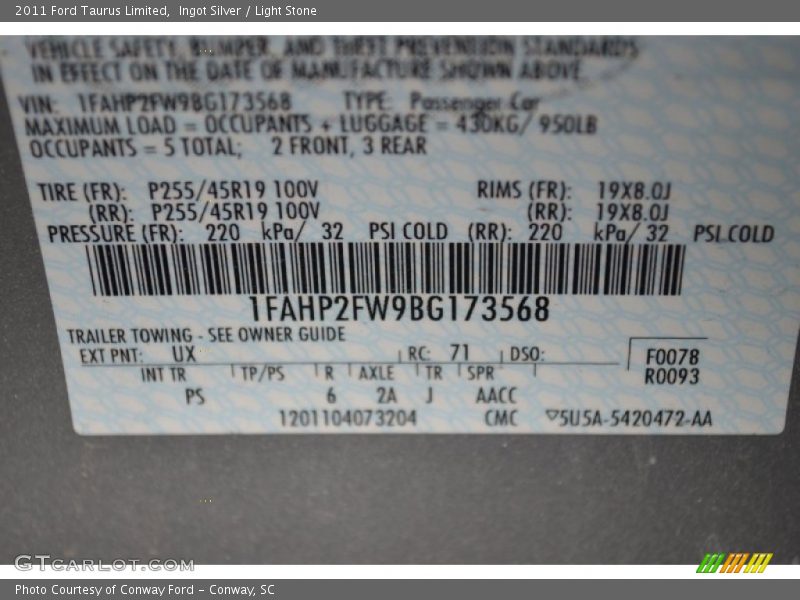 2011 Ford Taurus Limited, Ingot Silver / Light Stone
VEHICLE SAFETY, BUMPER, AND THEFT PREVENTION STANDARDS
IN EFFECT ON THE DATE OF MANUFACTURE SHOWN ABOVE.
VIN: 1FAHP2FW9BG173568 TYPE: Passenger Car
MAXIMUM LOAD = OCCUPANTS + LUGGAGE = 430KG/ 950LB
OCCUPANTS = 5 TOTAL; 2 FRONT, 3 REAR
TIRE (FR): P255/45R19 100V RIMS (FR): 19X8.0J
(RR): P255/45R19 100V (RR): 19X8.0J
PRESSURE (FR): 220 kPa/ 32 PSI COLD (RR): 220 kPa/ 32 PSI COLD
1FAHP2FW9BG173568
TRAILER TOWING - SEE OWNER GUIDE
EXT PNT: UX RC: 71 DSO: F0078
INT TR TP/PS R AXLE TR SPR R0093
PS 6 2A J AACC
1201104073204 CMC 5U5A-5420472-AA
GTCARLOT.COM
Photo Courtesy of Conway Ford - Conway, SC